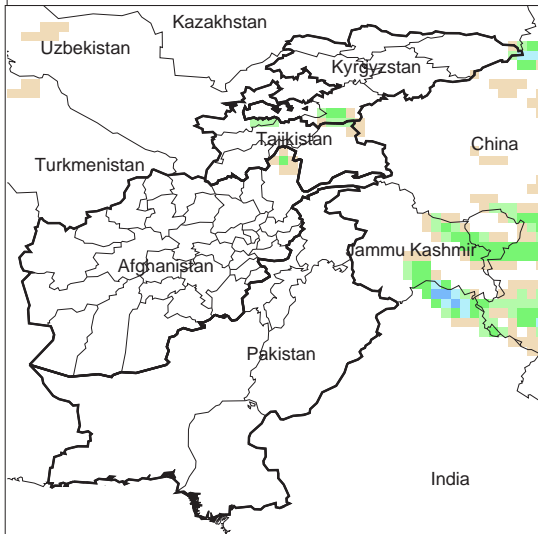 Kazakhstan
Uzbekistan
Kyrgyzstan
Tajikistan
China
Turkmenistan
Jammu Kashmir
Afghanistan
Pakistan
India